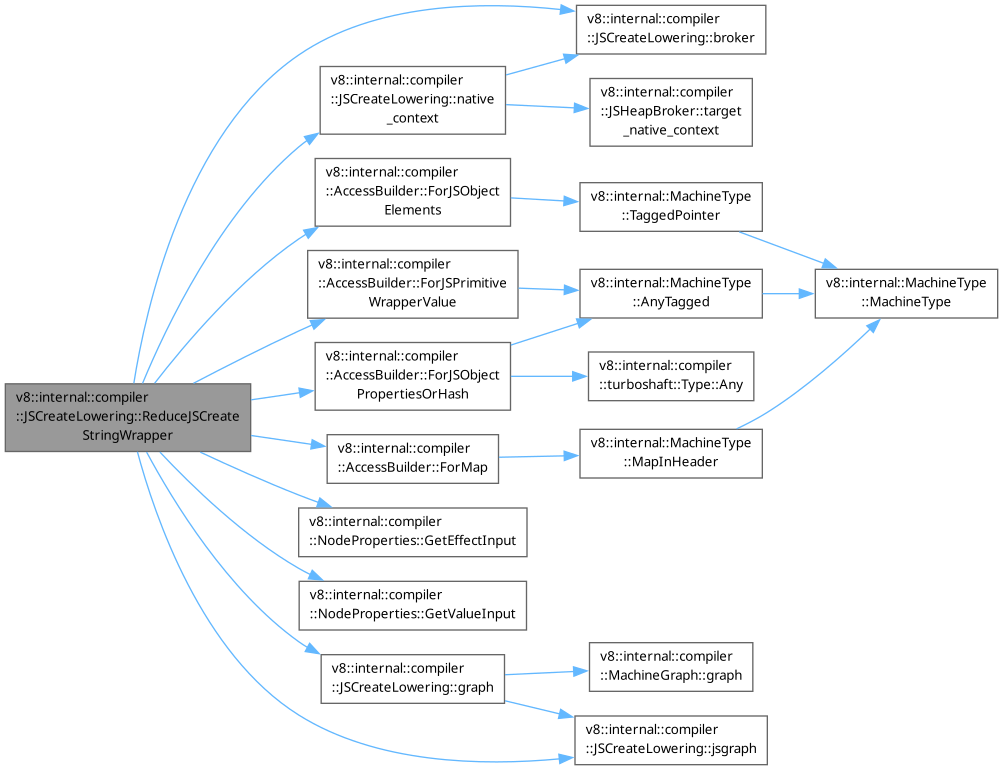 v8::internal::compiler
::JSCreateLowering::broker
v8::internal::compiler
::JSCreateLowering::native
_context
v8::internal::compiler
::JSHeapBroker::target
_native_context
v8::internal::compiler
::AccessBuilder::ForJSObject
Elements
v8::internal::MachineType
::TaggedPointer
v8::internal::compiler
::AccessBuilder::ForJSPrimitive
WrapperValue
v8::internal::MachineType
::AnyTagged
v8::internal::MachineType
::MachineType
v8::internal::compiler
::AccessBuilder::ForJSObject
PropertiesOrHash
v8::internal::compiler
::turboshaft::Type::Any
v8::internal::compiler
::JSCreateLowering::ReduceJSCreate
StringWrapper
v8::internal::compiler
::AccessBuilder::ForMap
v8::internal::MachineType
::MapInHeader
v8::internal::compiler
::NodeProperties::GetEffectInput
v8::internal::compiler
::NodeProperties::GetValueInput
v8::internal::compiler
::JSCreateLowering::graph
v8::internal::compiler
::MachineGraph::graph
v8::internal::compiler
::JSCreateLowering::jsgraph